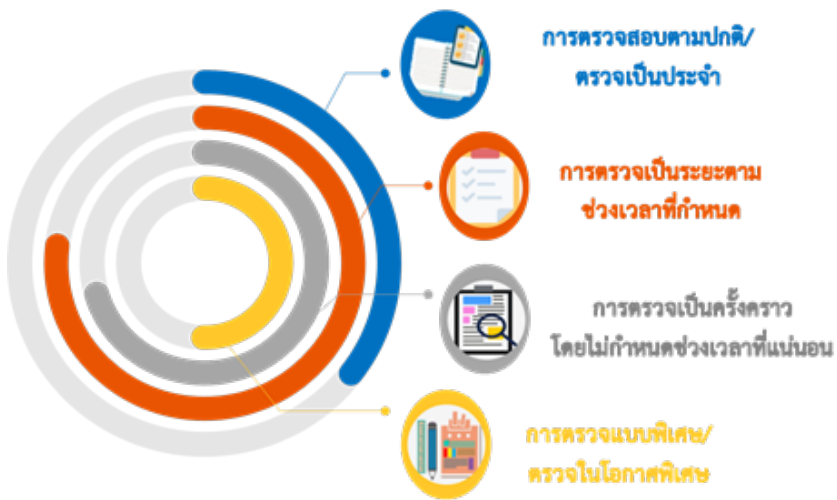 การตรวจสอบตามปกติ/
ตรวจเป็นประจำ
การตรวจเป็นระยะตาม
ช่วงเวลาที่กำหนด
การตรวจเป็นครั้งคราว
โดยไม่กำหนดช่วงเวลาที่แน่นอน
การตรวจแบบพิเศษ/
ตรวจในโอกาสพิเศษ